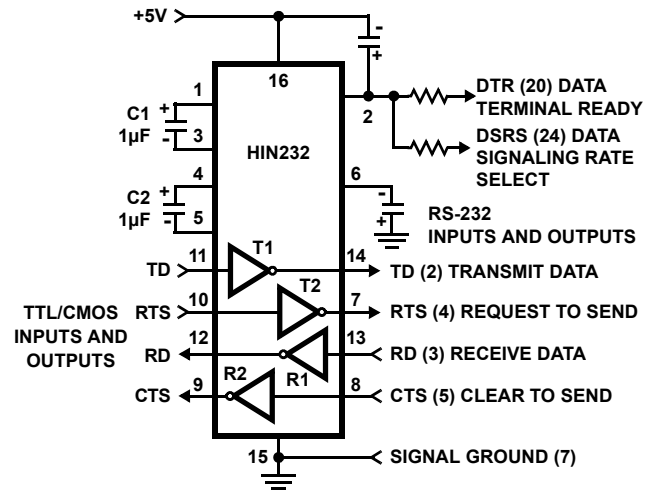 +5V
-
+
16
1
C1
+
1µF
-
3
HIN232
2
DTR (20) DATA
TERMINAL READY
DSRS (24) DATA
SIGNALING RATE
SELECT
4
C2
+
1µF
-
5
6
-
+
RS-232
INPUTS AND OUTPUTS
TD
11
T1
14
TD (2) TRANSMIT DATA
TTL/CMOS
INPUTS AND
OUTPUTS
RTS
10
T2
7
RTS (4) REQUEST TO SEND
RD
12
R1
13
RD (3) RECEIVE DATA
CTS
9
R2
8
CTS (5) CLEAR TO SEND
15
SIGNAL GROUND (7)